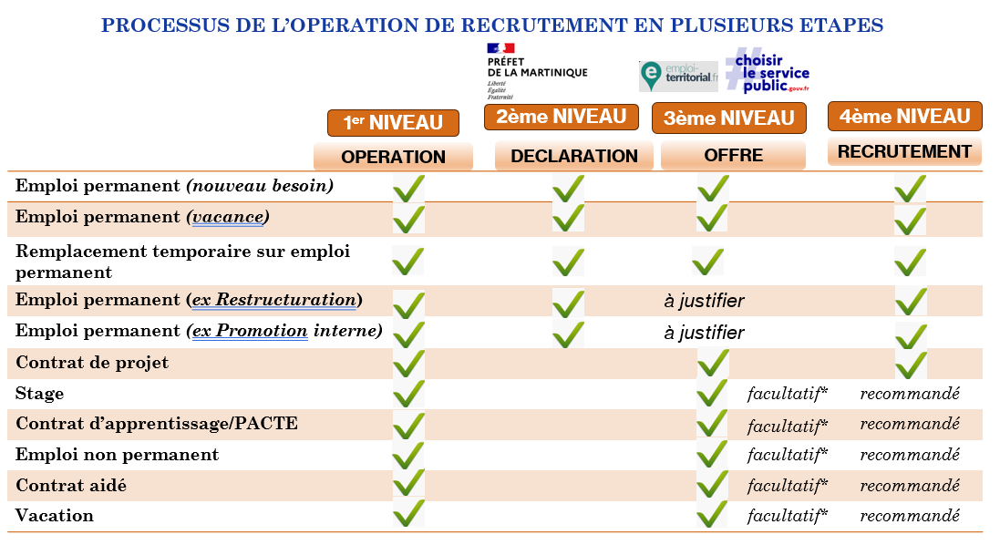 PROCESSUS DE L'OPERATION DE RECRUTEMENT EN PLUSIEURS ETAPES
PRÉFET
DE LA MARTINIQUE
Liberté
Égalité
Fraternité
emploi-
territorial.fr
#choisir
le service
public.gouv.fr
1er NIVEAU
2ème NIVEAU
3ème NIVEAU
4ème NIVEAU
OPERATION
DECLARATION
OFFRE
RECRUTEMENT
Emploi permanent (nouveau besoin)
Emploi permanent (vacance)
Remplacement temporaire sur emploi
permanent
Emploi permanent (ex Restructuration) à justifier
Emploi permanent (ex Promotion interne) à justifier
Contrat de projet
Stage facultatif* recommandé
Contrat d'apprentissage/PACTE facultatif* recommandé
Emploi non permanent facultatif* recommandé
Contrat aidé facultatif* recommandé
Vacation facultatif* recommandé